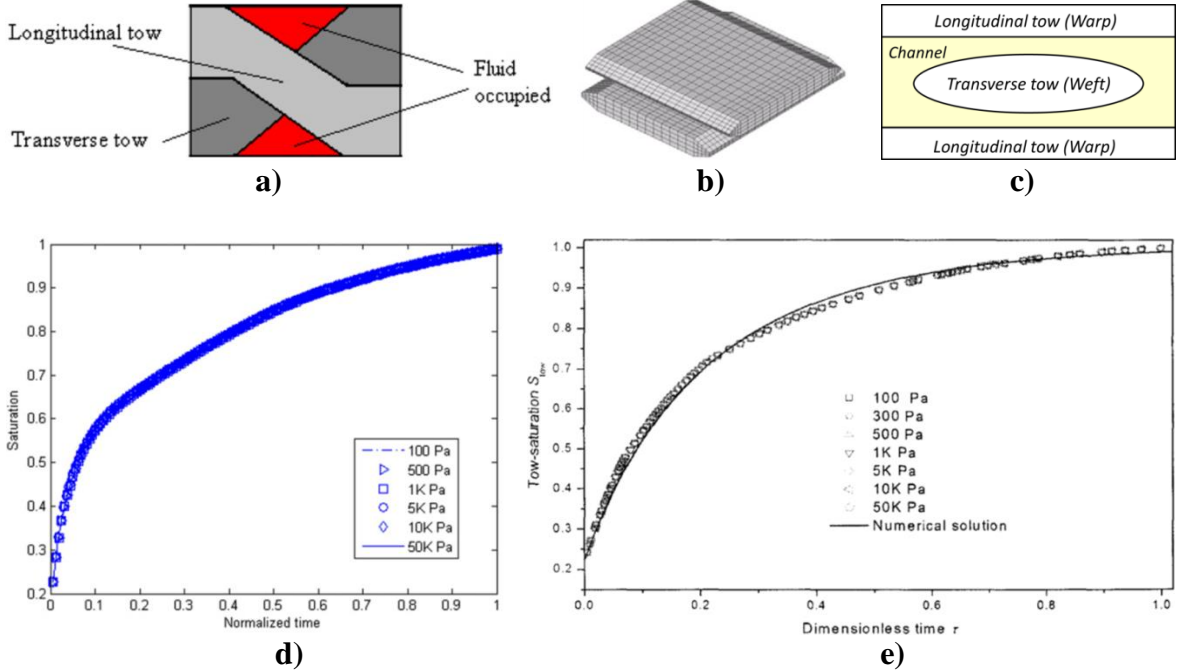 Longitudinal tow
Transverse tow
Fluid
occupied
a)
b)
Longitudinal tow (Warp)
Channel
Transverse tow (Weft)
Longitudinal tow (Warp)
c)
Saturation
1
0.9
0.8
0.7
0.6
0.5
0.4
0.3
0.2
0 0.1 0.2 0.3 0.4 0.5 0.6 0.7 0.8 0.9 1
Normalized time
100 Pa
500 Pa
1K Pa
5K Pa
10K Pa
50K Pa
d)
Tow-saturation S_tow
1.0
0.9
0.8
0.7
0.6
0.5
0.4
0.3
0.2
0.0 0.2 0.4 0.6 0.8 1.0
Dimensionless time τ
100 Pa
300 Pa
500 Pa
1K Pa
5K Pa
10K Pa
50K Pa
Numerical solution
e)